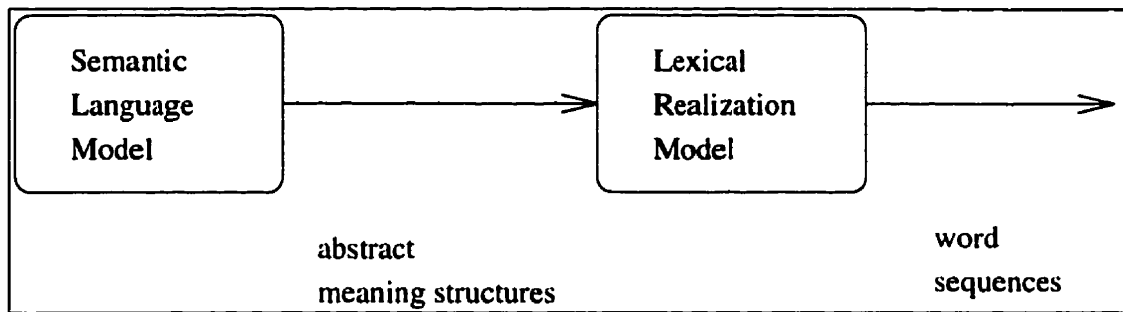 Semantic
Language
Model
Lexical
Realization
Model
abstract
meaning structures
word
sequences